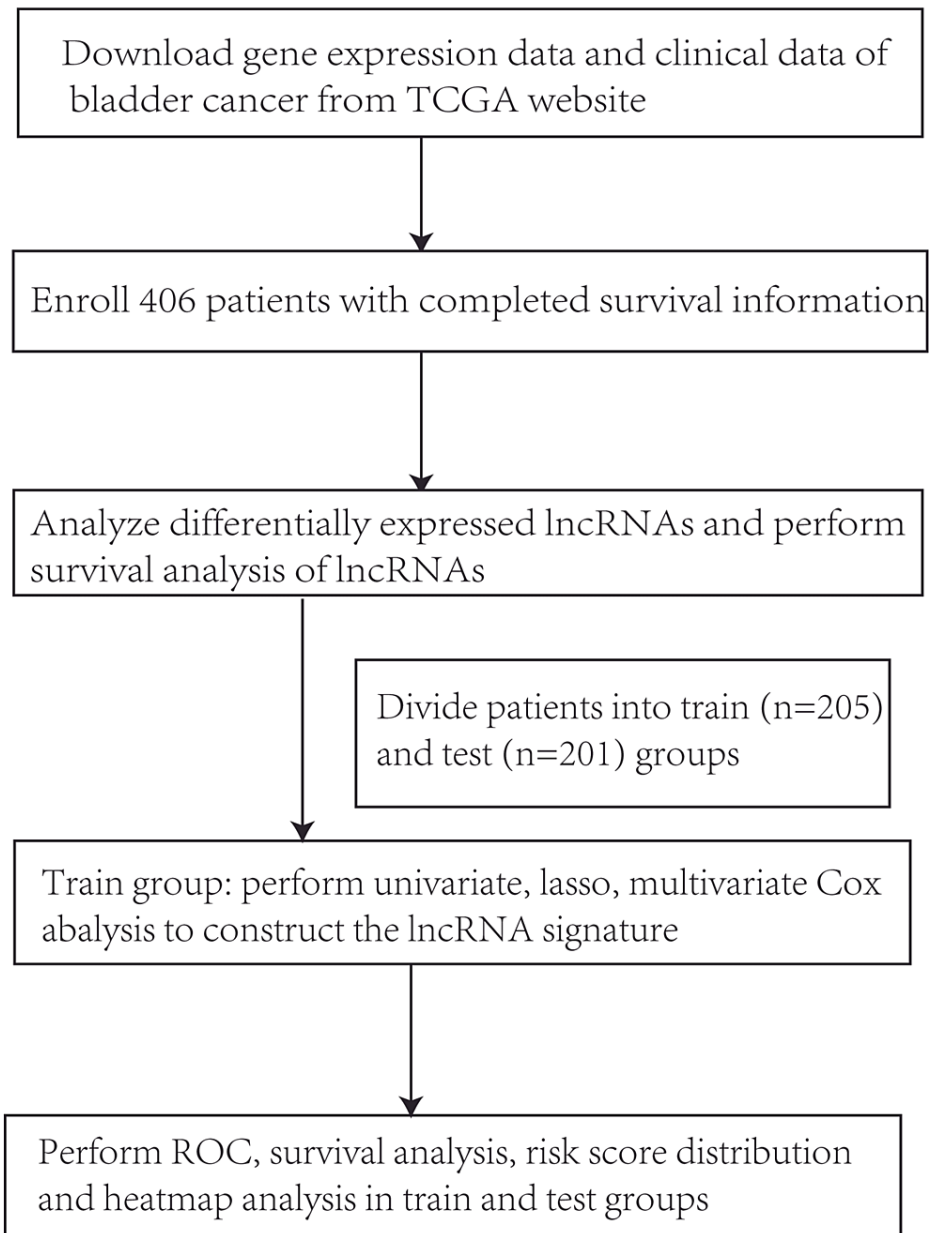 Download gene expression data and clinical data of
bladder cancer from TCGA website
Enroll 406 patients with completed survival information
Analyze differentially expressed lncRNAs and perform
survival analysis of lncRNAs
Divide patients into train (n=205)
and test (n=201) groups
Train group: perform univariate, lasso, multivariate Cox
abalysis to construct the lncRNA signature
Perform ROC, survival analysis, risk score distribution
and heatmap analysis in train and test groups